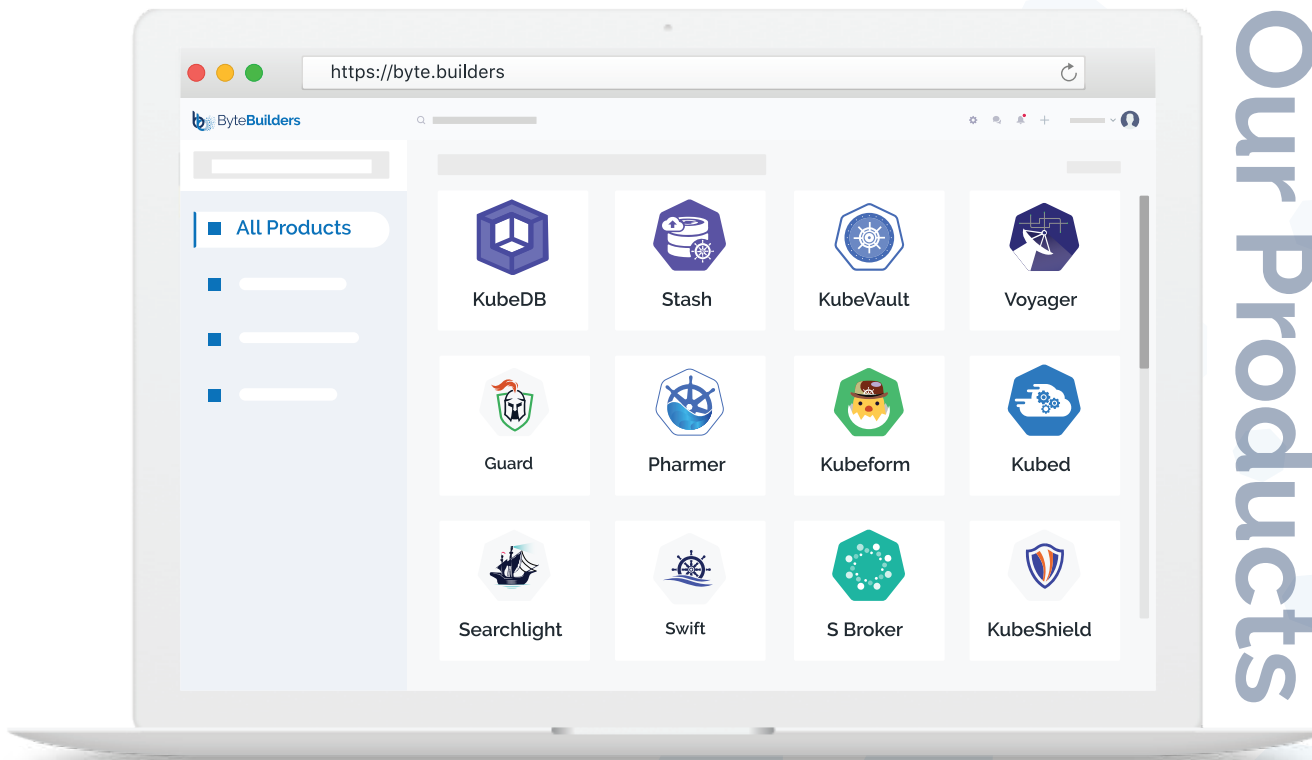 https://byte.builders
ByteBuilders
All Products
KubeDB
Stash
KubeVault
Voyager
Guard
Pharmer
Kubeform
Kubed
Searchlight
Swift
S Broker
KubeShield
Our Products